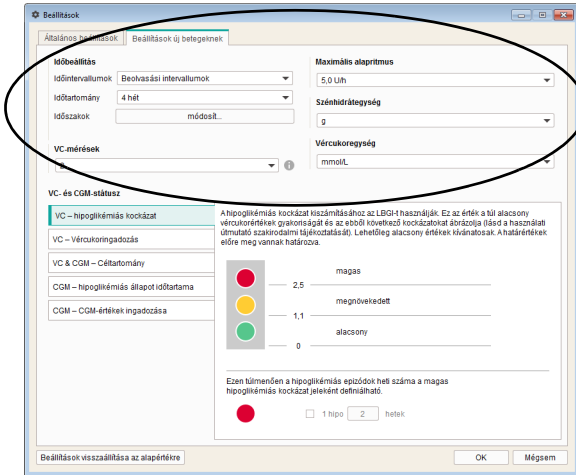 Beállítások
Általános beállítások
Beállítások új betegeknek
Időbeállítás
Időintervallumok
Beolvasási intervallumok
Időtartomány
4 hét
Időszakok
módosít...
VC-mérések
Maximális alapritmus
5,0 U/h
Szénhidrátegység
g
Vércukoregység
mmol/L
VC- és CGM-státusz
VC – hipoglikémiás kockázat
VC – Vércukoringadozás
VC & CGM – Céltartomány
CGM – hipoglikémiás állapot időtartama
CGM – CGM-értékek ingadozása
A hipoglikémiás kockázat kiszámításához az LBGI-t használják. Ez az érték a túl alacsony
vércukorértékek gyakoriságát és az ebből következő kockázatokat ábrázolja (lásd a használati
útmutató szakirodalmi tájékoztatását). Lehetőleg alacsony értékek kívánatosak. A határértékek
előre meg vannak határozva.
magas
2,5
megnövekedett
1,1
alacsony
0
Ezen túlmenően a hipoglikémiás epizódok heti száma a magas
hipoglikémiás kockázat jeleként definiálható.
1 hipo 2 hetek
Beállítások visszaállítása az alapértékre
OK
Mégsem